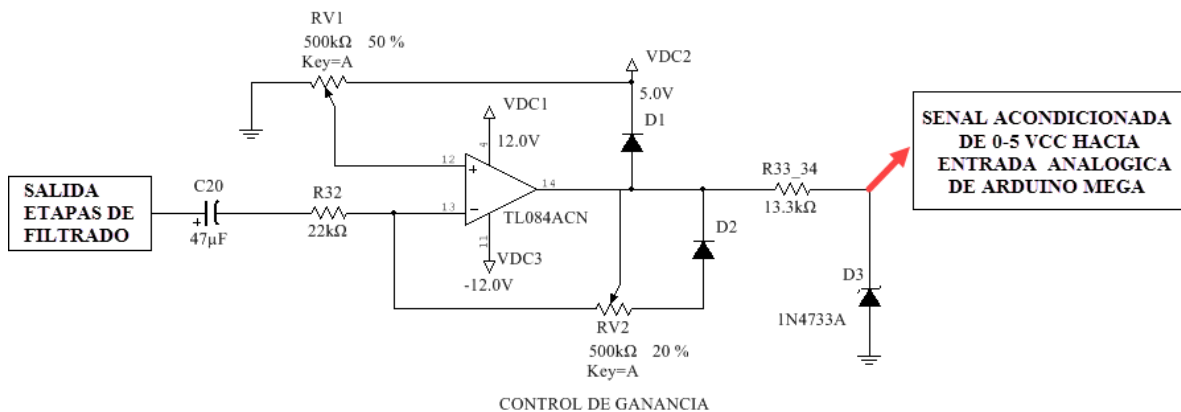 RV1
500kΩ 50 %
Key=A
VDC2
5.0V
D1
VDC1
12.0V
4
12
+
14
13
−
TL084ACN
11
VDC3
-12.0V
SALIDA
ETAPAS DE
FILTRADO
C20
+
47µF
R32
22kΩ
D2
R33_34
13.3kΩ
SENAL ACONDICIONADA
DE 0-5 VCC HACIA
ENTRADA ANALOGICA
DE ARDUINO MEGA
D3
1N4733A
RV2
500kΩ 20 %
Key=A
CONTROL DE GANANCIA